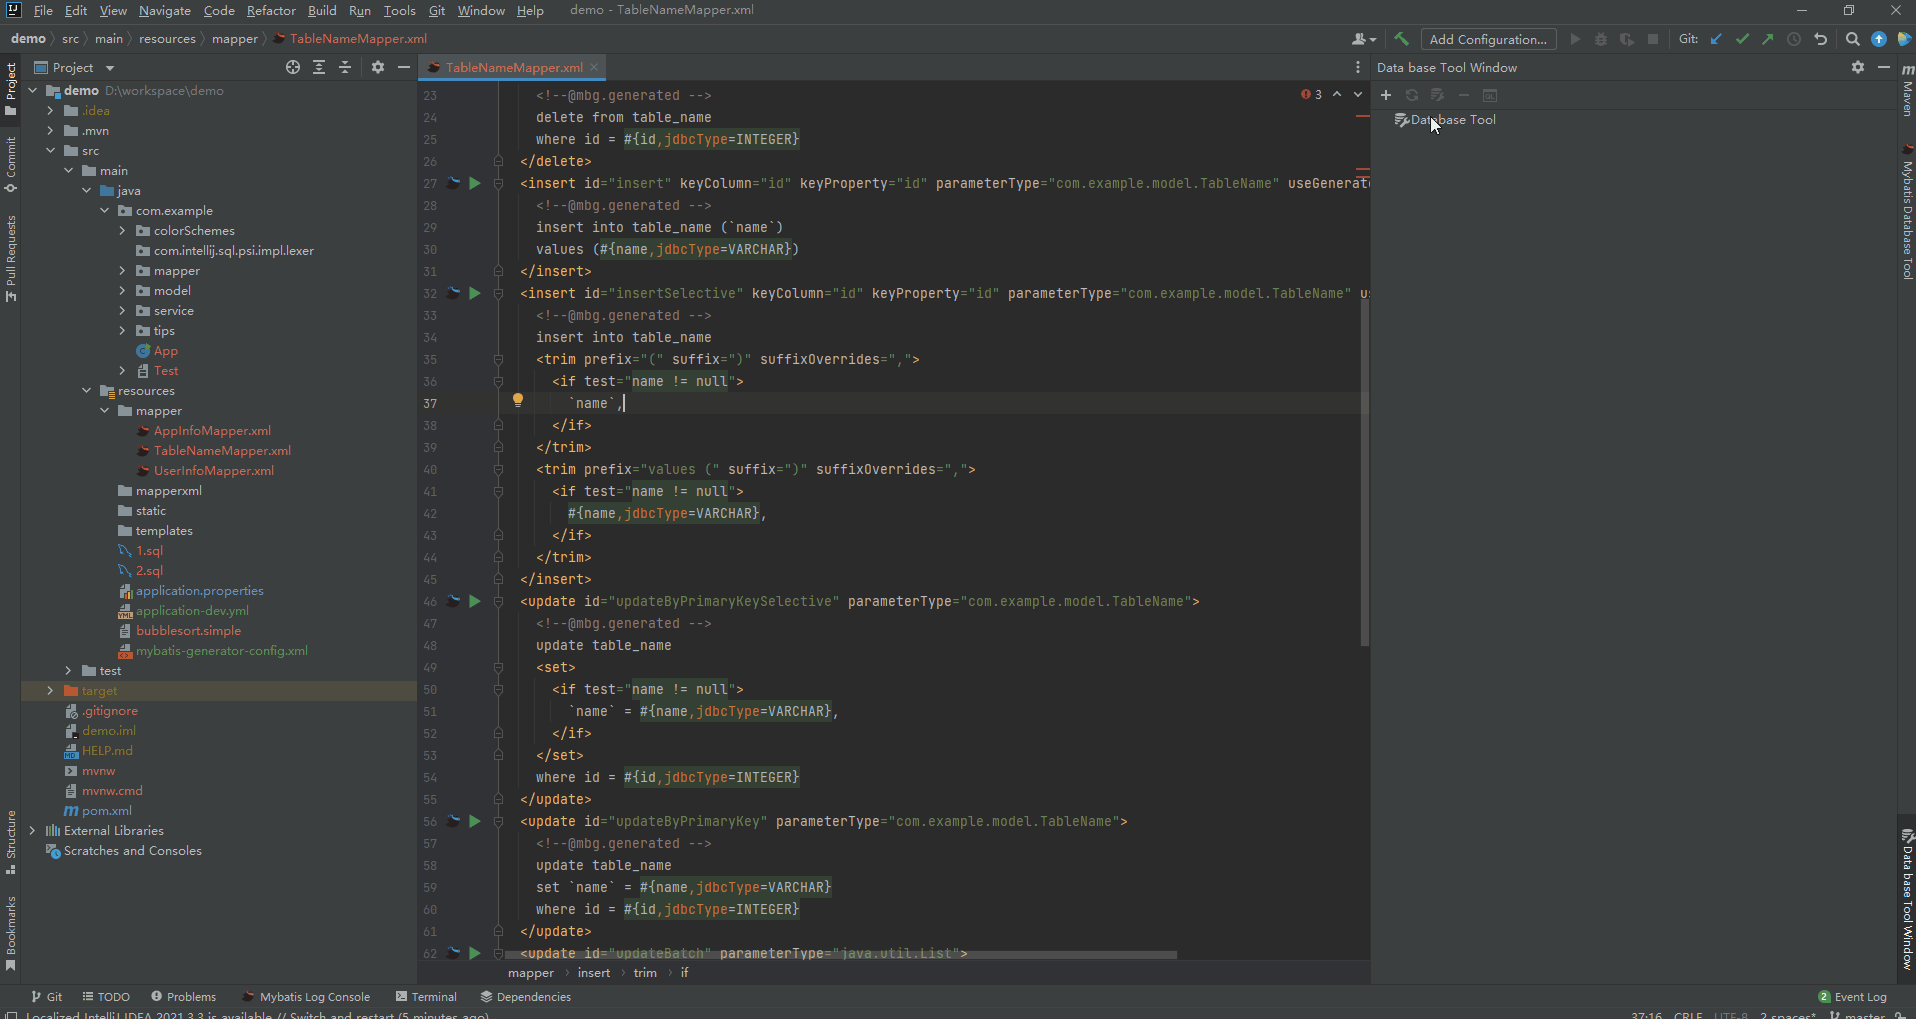 File Edit View Navigate Code Refactor Build Run Tools Git Window Help demo - TableNameMapper.xml
demo src main resources mapper TableNameMapper.xml Add Configuration... Git:
Project
TableNameMapper.xml
Data base Tool Window
demo D:\workspace\demo
.idea
.mvn
src
main
java
com.example
colorSchemes
com.intellij.sql.psi.impl.lexer
mapper
model
service
tips
App
Test
resources
mapper
AppInfoMapper.xml
TableNameMapper.xml
UserInfoMapper.xml
mapperxml
static
templates
1.sql
2.sql
application.properties
application-dev.yml
bubblesort.simple
mybatis-generator-config.xml
test
target
.gitignore
demo.iml
HELP.md
mvnw
mvnw.cmd
pom.xml
External Libraries
Scratches and Consoles
Project
Commit
Pull Requests
Structure
Bookmarks
3
23 <!--@mbg.generated -->
24 delete from table_name
25 where id = #{id,jdbcType=INTEGER}
26 </delete>
27 <insert id="insert" keyColumn="id" keyProperty="id" parameterType="com.example.model.TableName" useGenerat
28 <!--@mbg.generated -->
29 insert into table_name (`name`)
30 values (#{name,jdbcType=VARCHAR})
31 </insert>
32 <insert id="insertSelective" keyColumn="id" keyProperty="id" parameterType="com.example.model.TableName" u
33 <!--@mbg.generated -->
34 insert into table_name
35 <trim prefix="(" suffix=")" suffixOverrides=",">
36 <if test="name != null">
37 `name`,
38 </if>
39 </trim>
40 <trim prefix="values (" suffix=")" suffixOverrides=",">
41 <if test="name != null">
42 #{name,jdbcType=VARCHAR},
43 </if>
44 </trim>
45 </insert>
46 <update id="updateByPrimaryKeySelective" parameterType="com.example.model.TableName">
47 <!--@mbg.generated -->
48 update table_name
49 <set>
50 <if test="name != null">
51 `name` = #{name,jdbcType=VARCHAR},
52 </if>
53 </set>
54 where id = #{id,jdbcType=INTEGER}
55 </update>
56 <update id="updateByPrimaryKey" parameterType="com.example.model.TableName">
57 <!--@mbg.generated -->
58 update table_name
59 set `name` = #{name,jdbcType=VARCHAR}
60 where id = #{id,jdbcType=INTEGER}
61 </update>
62 <update id="updateBatch" parameterType="java.util.List">
mapper insert trim if
Database Tool
Maven
Mybatis Database Tool
Data base Tool Window
Git TODO Problems Mybatis Log Console Terminal Dependencies 2 Event Log
Localized IntelliJ IDEA 2021.3.3 is available // Switch and restart (5 minutes ago) 37:16 CRLF UTF-8 2 spaces* master